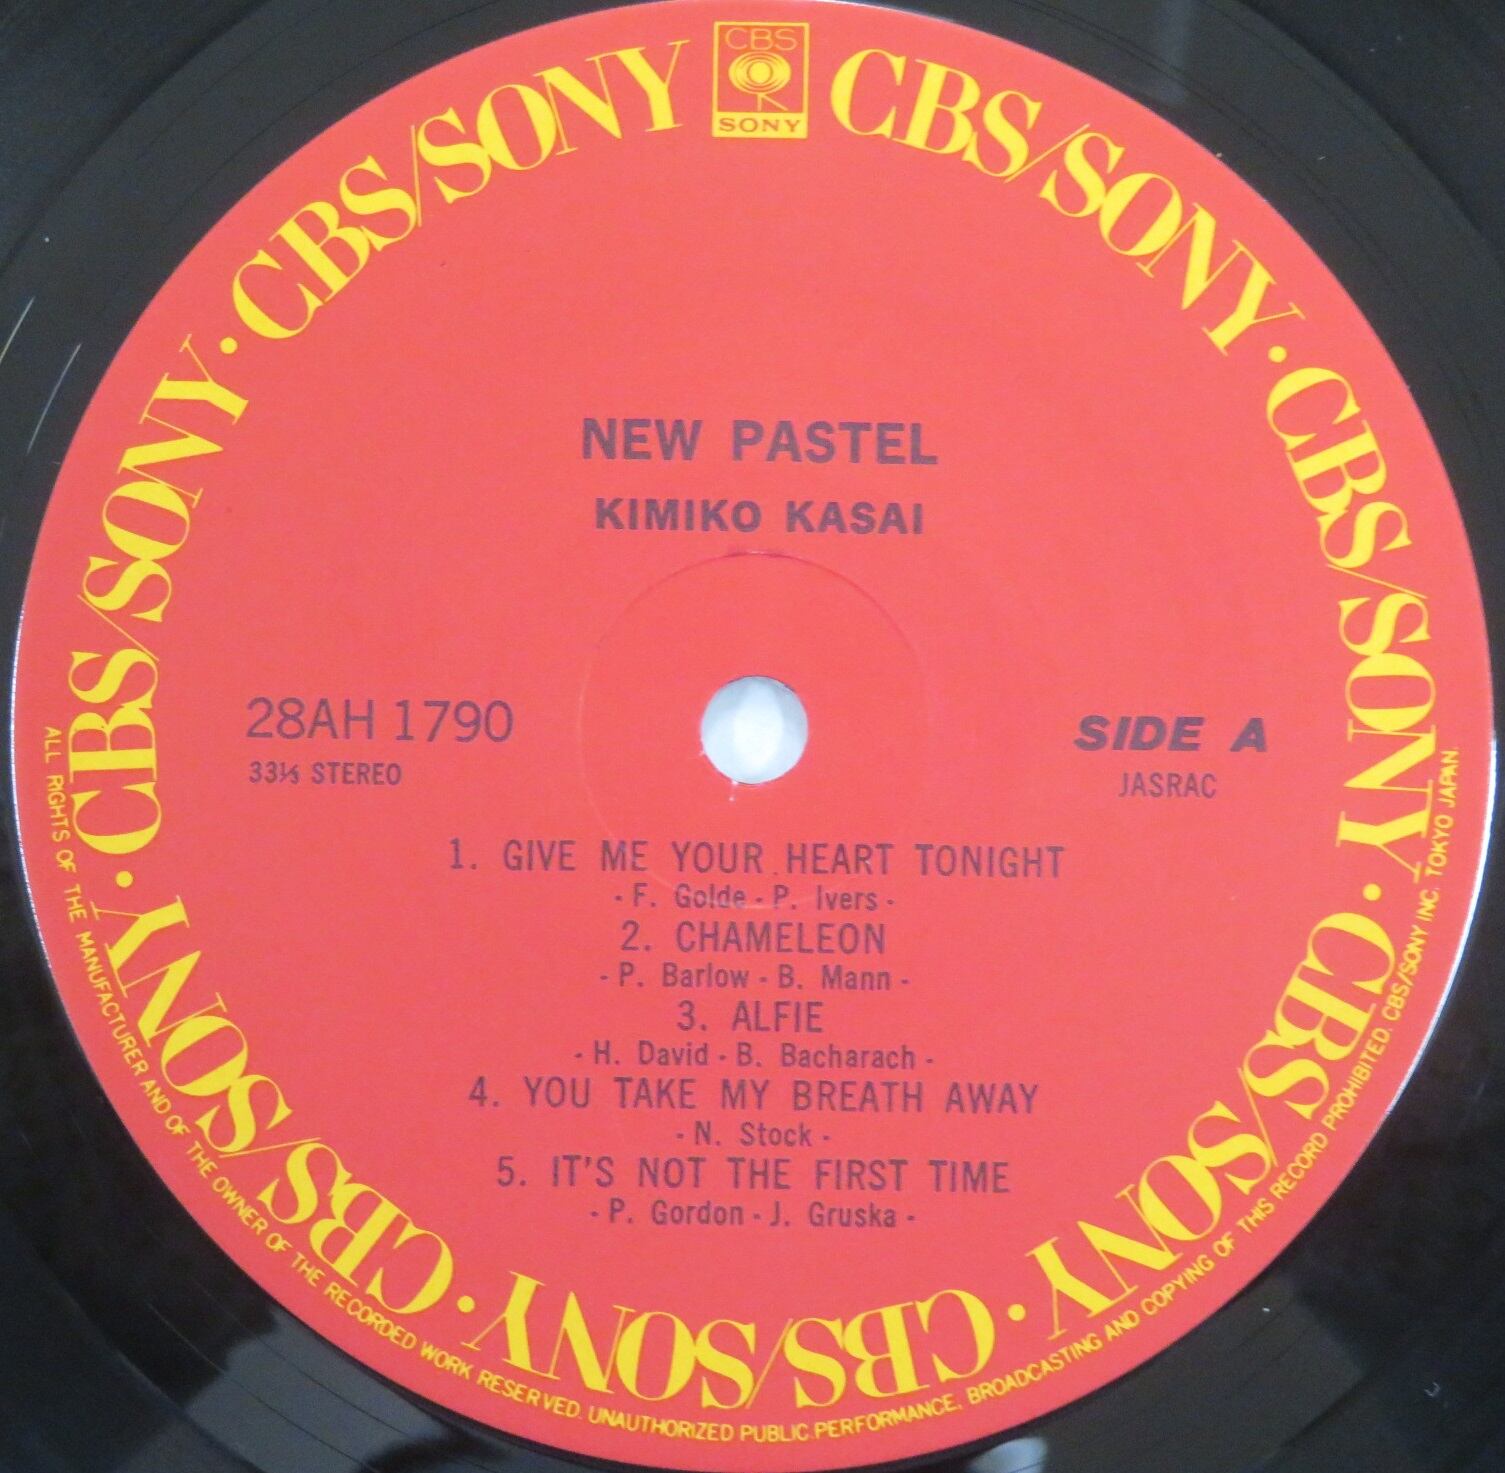 CBS
SONY
CBS/SONY · CBS/SONY · CBS/SONY · CBS/SONY · CBS/SONY · CBS/SONY · CBS/SONY
NEW PASTEL
KIMIKO KASAI
28AH 1790
33⅓ STEREO
SIDE A
JASRAC
1. GIVE ME YOUR HEART TONIGHT
- F. Golde - P. Ivers -
2. CHAMELEON
- P. Barlow - B. Mann -
3. ALFIE
- H. David - B. Bacharach -
4. YOU TAKE MY BREATH AWAY
- N. Stock -
5. IT'S NOT THE FIRST TIME
- P. Gordon - J. Gruska -
ALL RIGHTS OF THE MANUFACTURER AND OF THE OWNER OF THE RECORDED WORK RESERVED. UNAUTHORIZED PUBLIC PERFORMANCE, BROADCASTING AND COPYING OF THIS RECORD PROHIBITED. CBS/SONY INC. TOKYO JAPAN.